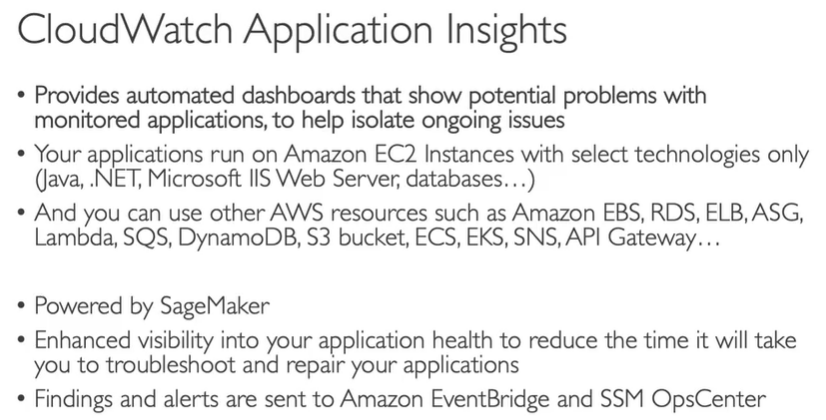 CloudWatch Application Insights
• Provides automated dashboards that show potential problems with
monitored applications, to help isolate ongoing issues
• Your applications run on Amazon EC2 Instances with select technologies only
(Java, .NET, Microsoft IIS Web Server, databases…)
• And you can use other AWS resources such as Amazon EBS, RDS, ELB, ASG,
Lambda, SQS, DynamoDB, S3 bucket, ECS, EKS, SNS, API Gateway…
• Powered by SageMaker
• Enhanced visibility into your application health to reduce the time it will take
you to troubleshoot and repair your applications
• Findings and alerts are sent to Amazon EventBridge and SSM OpsCenter